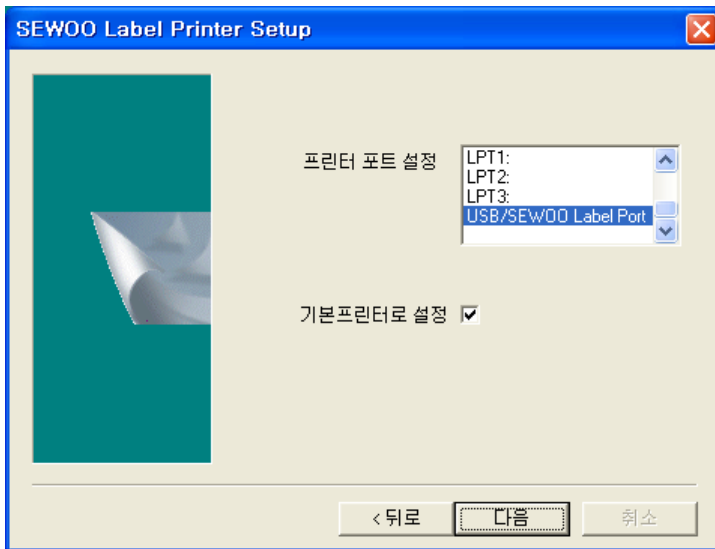 SEWOO Label Printer Setup
프린터 포트 설정
LPT1:
LPT2:
LPT3:
USB/SEWOO Label Port
기본프린터로 설정
< 뒤로
다음
취소